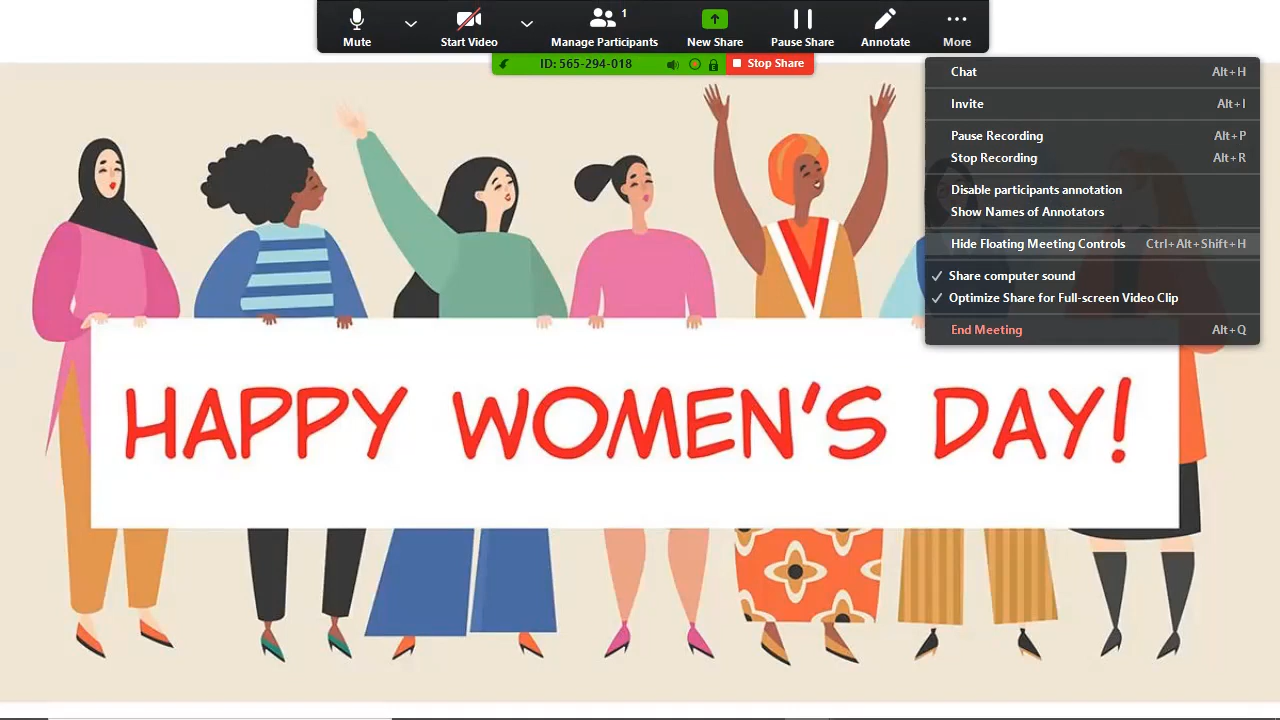 1
Mute Start Video Manage Participants New Share Pause Share Annotate More
ID: 565-294-018 Stop Share
Chat Alt+H
Invite Alt+I
Pause Recording Alt+P
Stop Recording Alt+R
Disable participants annotation
Show Names of Annotators
Hide Floating Meeting Controls Ctrl+Alt+Shift+H
Share computer sound
Optimize Share for Full-screen Video Clip
End Meeting Alt+Q
HAPPY WOMEN'S DAY!